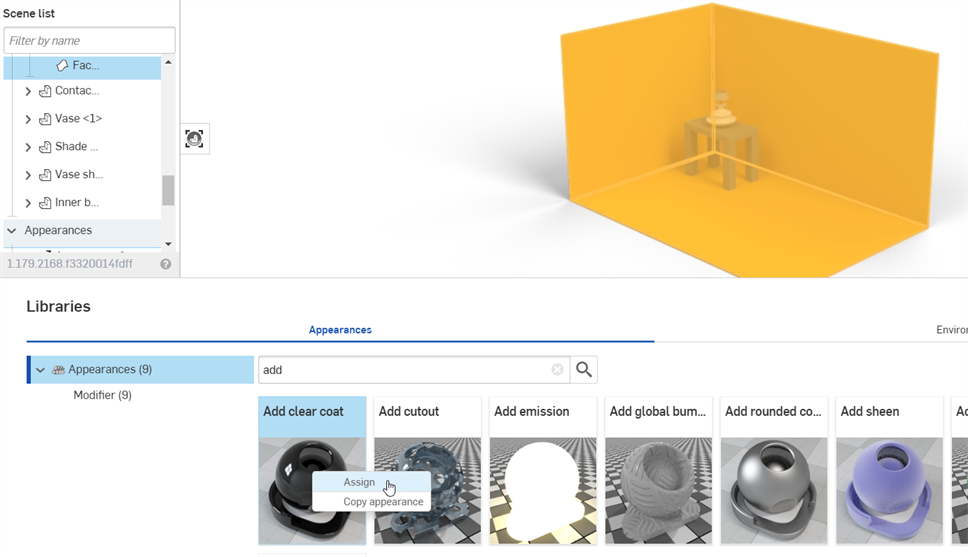 Scene list
Filter by name
Fac...
Contac...
Vase <1>
Shade ...
Vase sh...
Inner b...
Appearances
1.179.2168.f3320014fdff
Libraries
Appearances
Environ
Appearances (9)
add
Modifier (9)
Add clear coat
Add cutout
Add emission
Add global bum...
Add rounded co...
Add sheen
Assign
Copy appearance